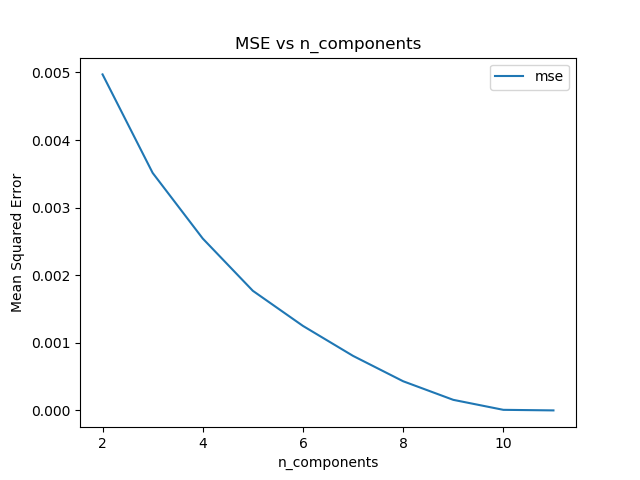 MSE vs n_components
mse
Mean Squared Error
0.005
0.004
0.003
0.002
0.001
0.000
2 4 6 8 10
n_components